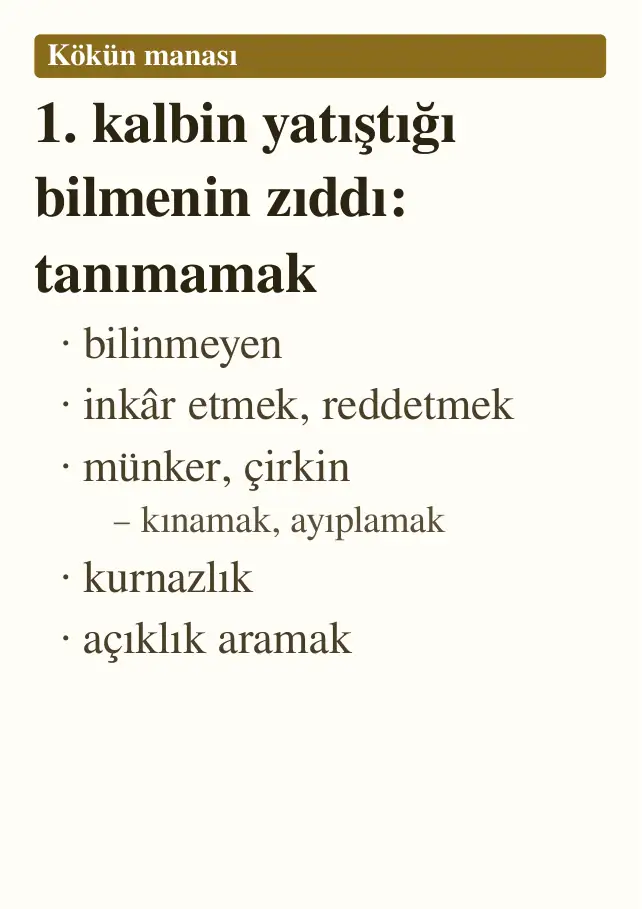 Kökün manası
1. kalbin yatıştığı
bilmenin zıddı:
tanımamak
· bilinmeyen
· inkâr etmek, reddetmek
· münker, çirkin
– kınamak, ayıplamak
· kurnazlık
· açıklık aramak